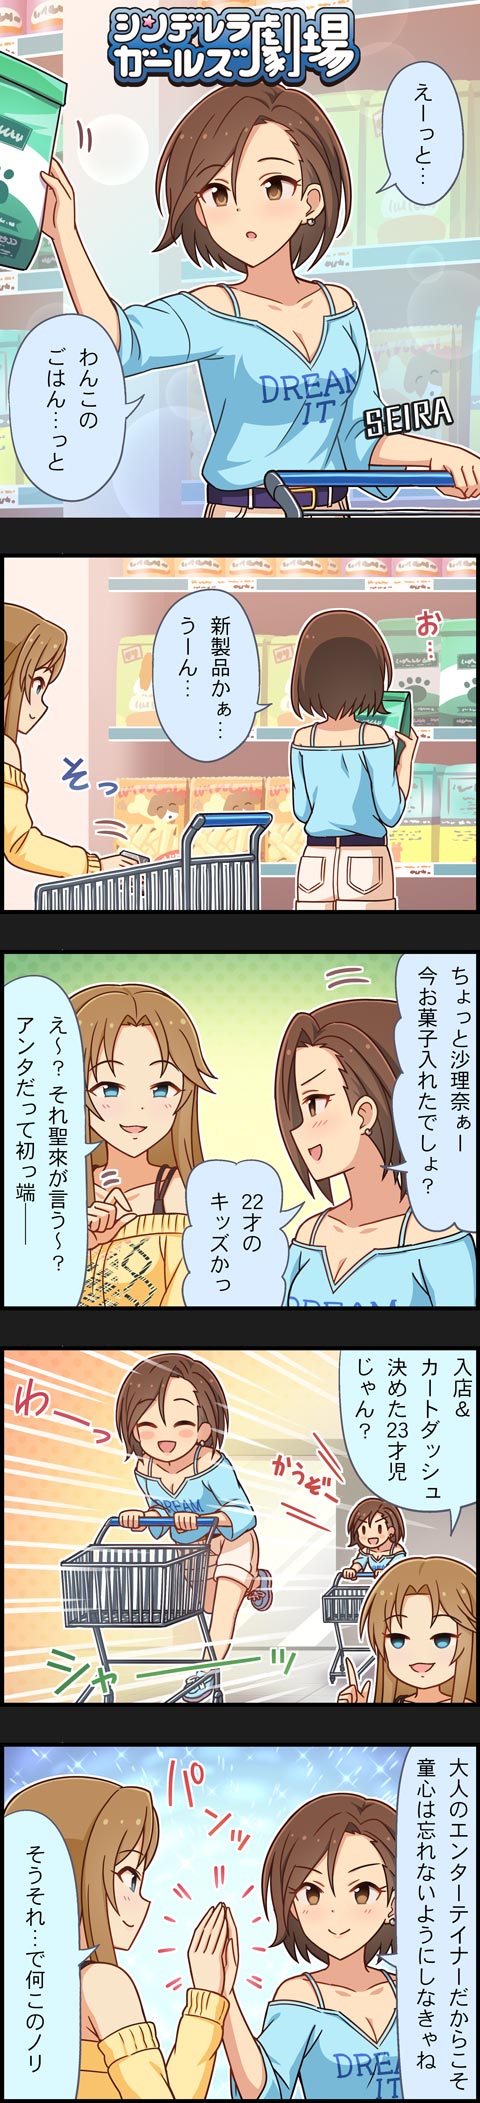 シンデレラ
ガールズ劇場
えーっと…
わんこの
ごはん…っと
DREAM
IT
SEIRA
お…
新製品かぁ…
うーん…
そっ
ちょっと沙理奈ぁー
今お菓子入れたでしょ？
22才の
キッズかっ
え～？それ聖來が言う～？
アンタだって初っ端──
DREAM
入店＆
カートダッシュ
決めた23才児
じゃん？
わーっ
かうぞー
DREAM
シャーーーッ
大人のエンターテイナーだからこそ
童心は忘れないようにしなきゃね
パンッ
そうそれ…で何このノリ
DREA
IT